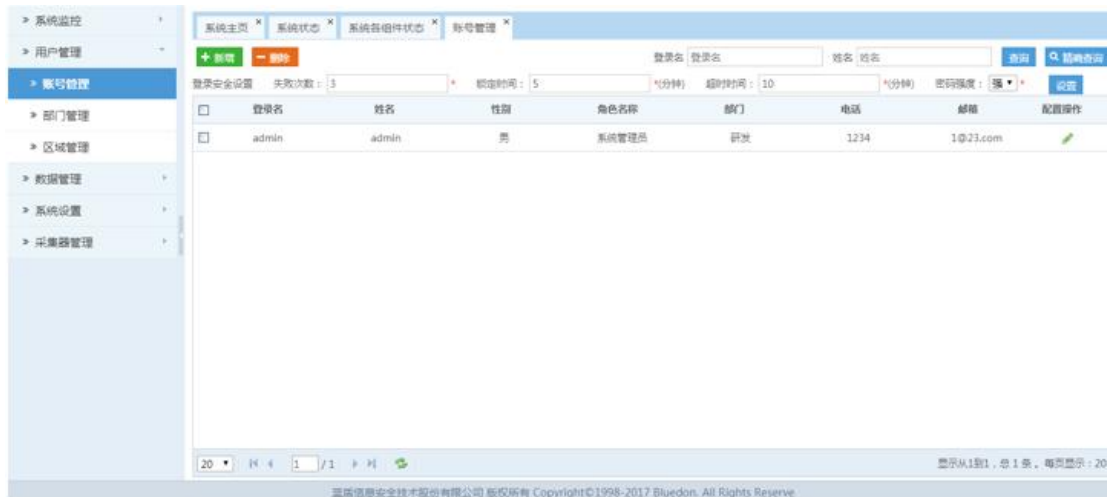 系统监控
用户管理
账号管理
部门管理
区域管理
数据管理
系统设置
采集器管理
系统主页 × 系统状态 × 系统各组件状态 × 账号管理 ×
+ 新增 − 删除 登录名 登录名 姓名 姓名 查询 精确查询
登录安全设置 失败次数： 3 * 锁定时间： 5 *(分钟) 超时时间： 10 *(分钟) 密码强度： 强 * 设置
登录名 姓名 性别 角色名称 部门 电话 邮箱 配置操作
admin admin 男 系统管理员 研发 1234 1@23.com
20 1 /1 显示从1到1，总 1 条。每页显示：20
蓝盾信息安全技术股份有限公司 版权所有 Copyright©1998-2017 Bluedon. All Rights Reserve